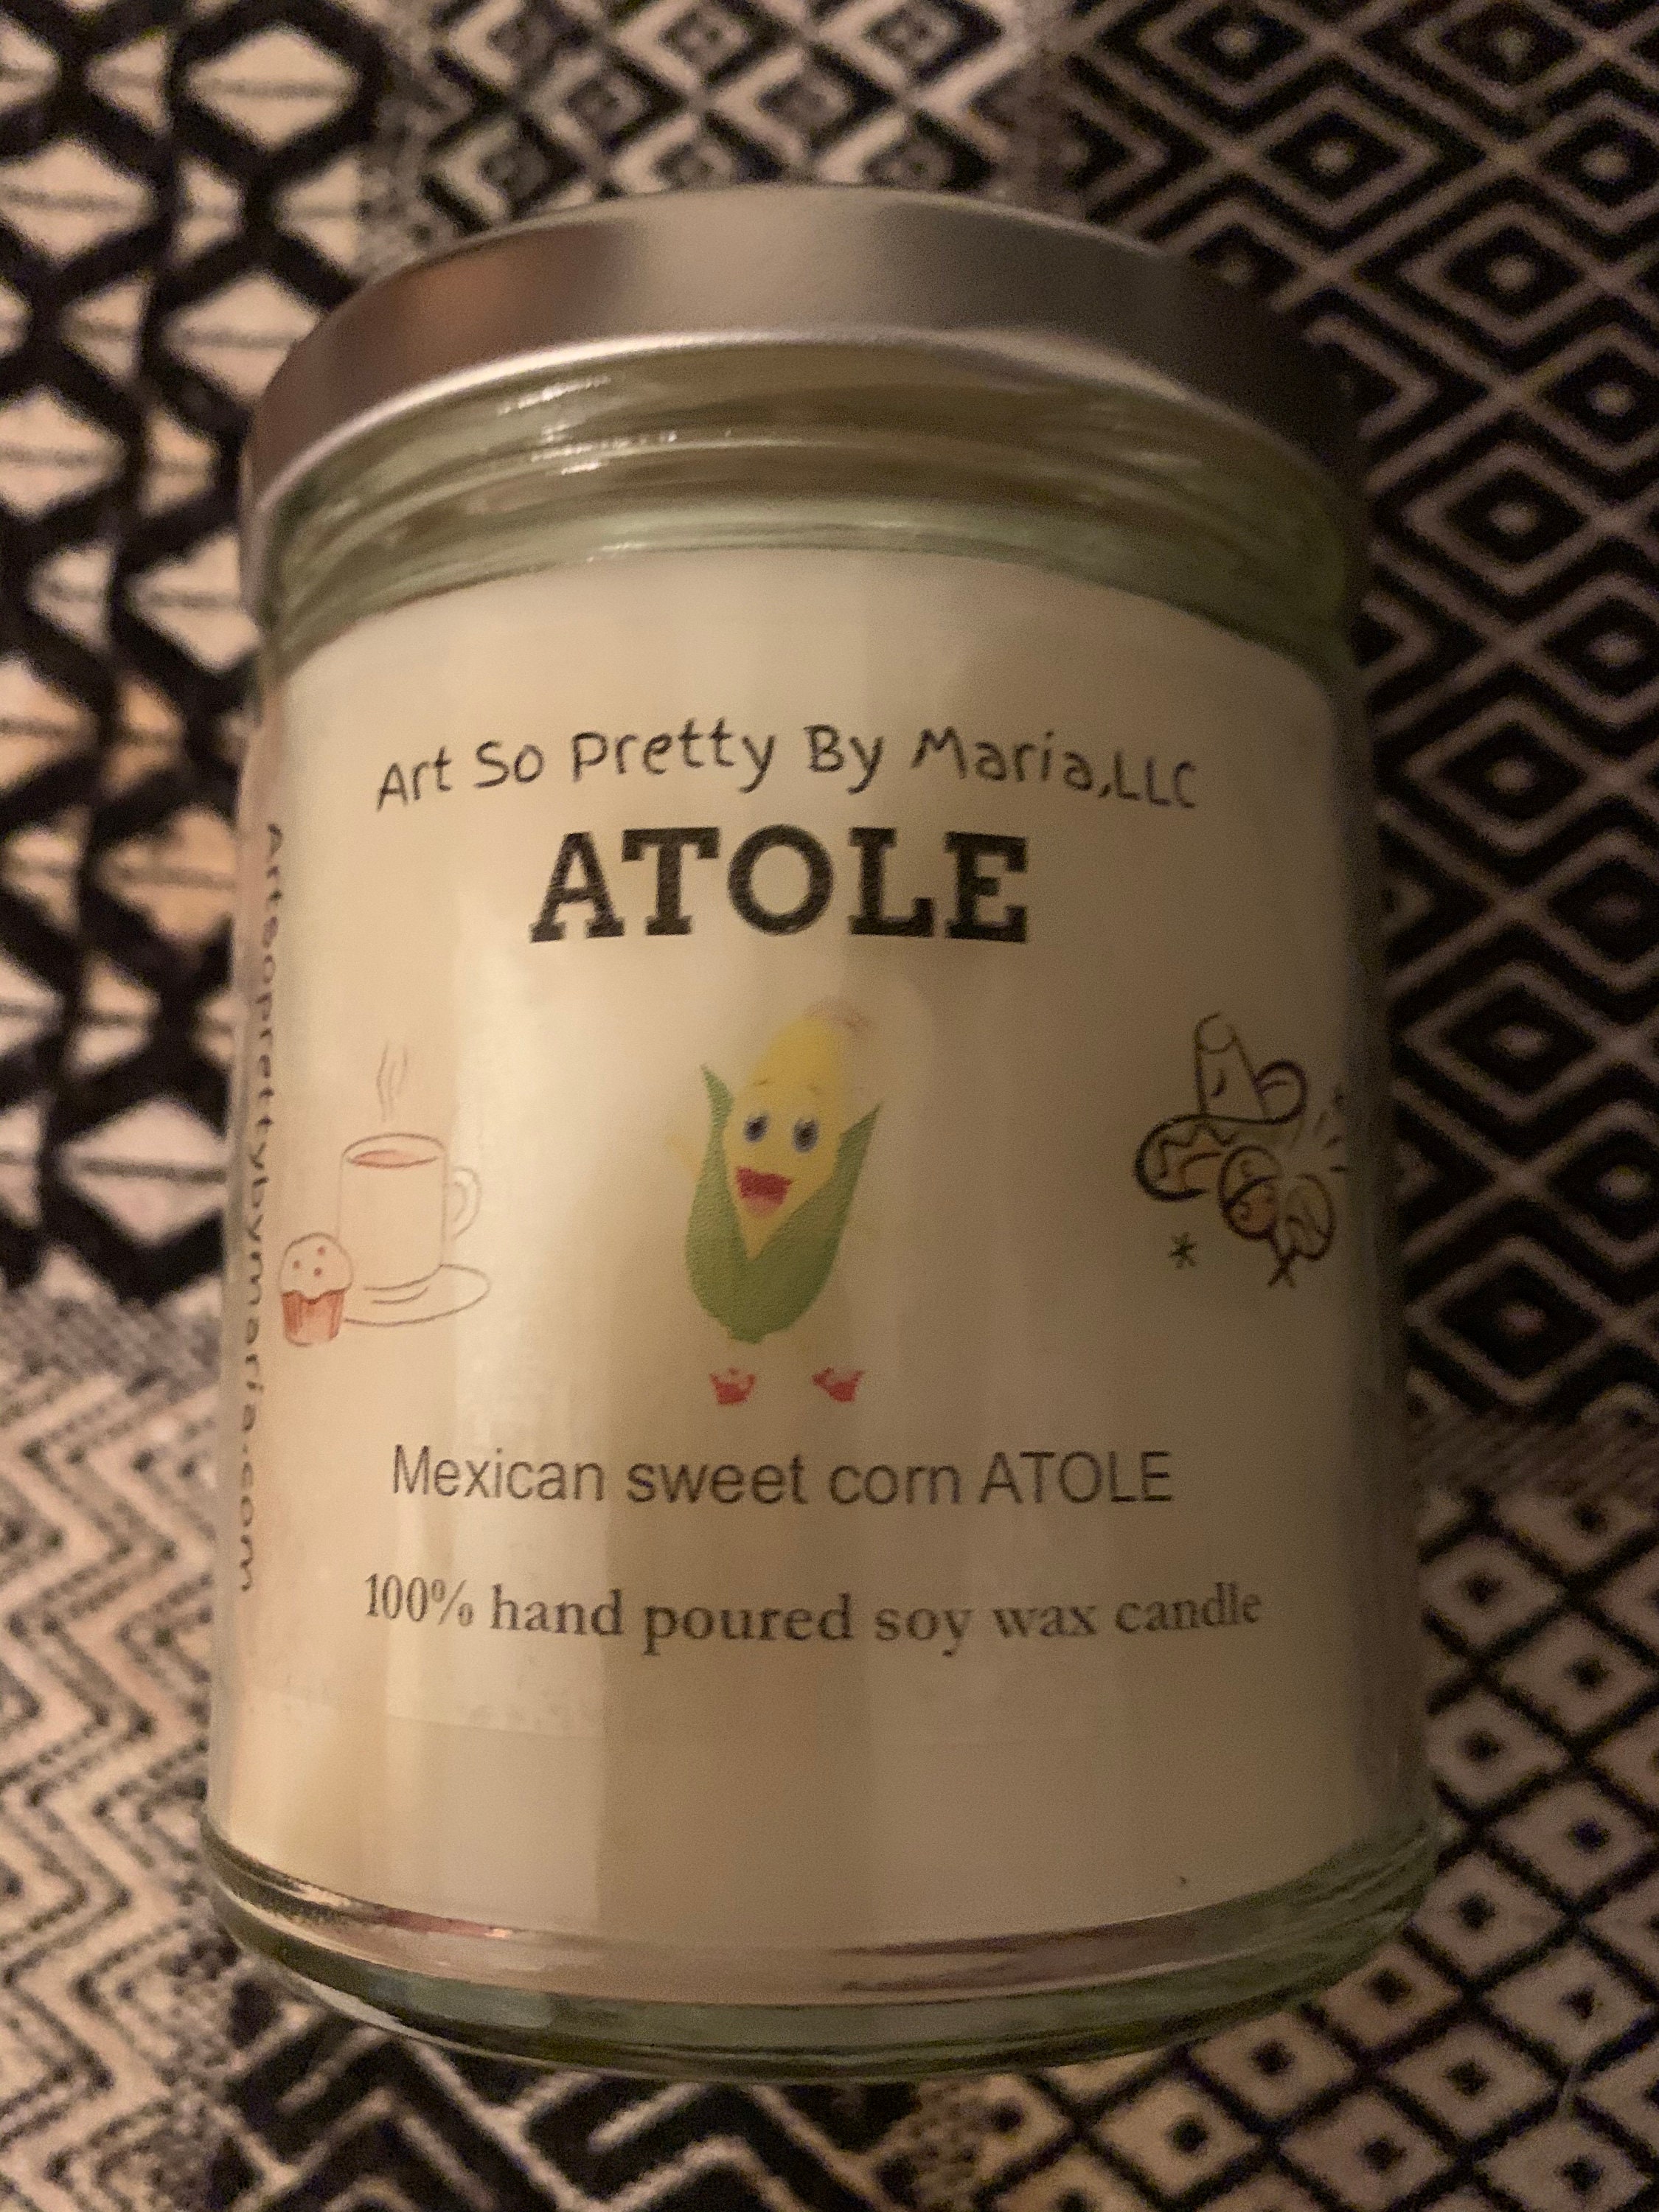 Art So Pretty By Maria,LLC
ATOLE
Mexican sweet corn ATOLE
100% hand poured soy wax candle
Artsoprettybymaria.com